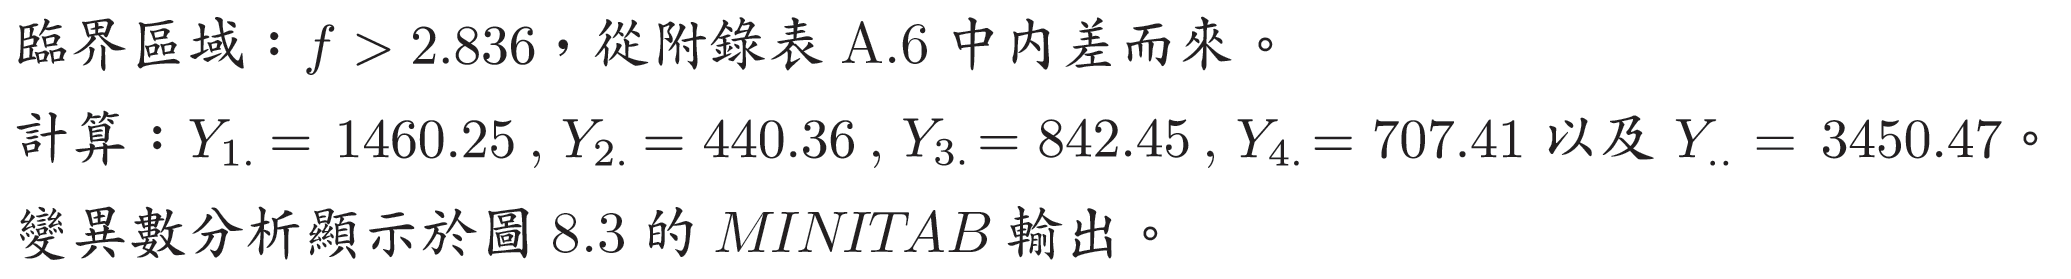 臨界區域：f > 2.836，從附錄表 A.6 中内差而來。
計算：Y₁. = 1460.25 , Y₂. = 440.36 , Y₃. = 842.45 , Y₄. = 707.41 以及 Y.. = 3450.47。
變異數分析顯示於圖 8.3 的 MINITAB 輸出。